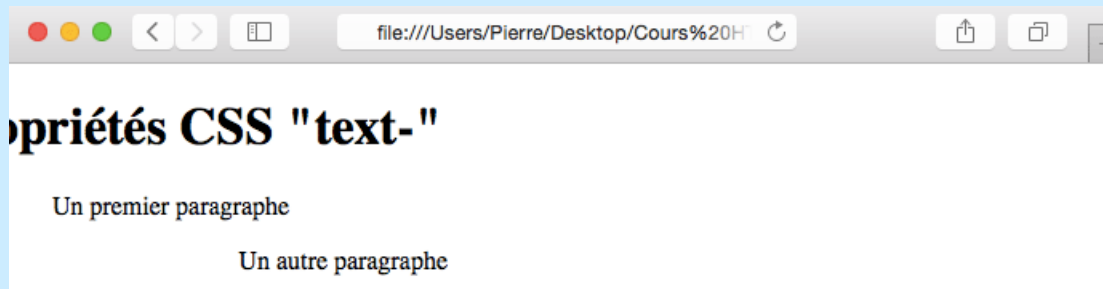 file:///Users/Pierre/Desktop/Cours%20H
opriétés CSS "text-"
Un premier paragraphe
Un autre paragraphe